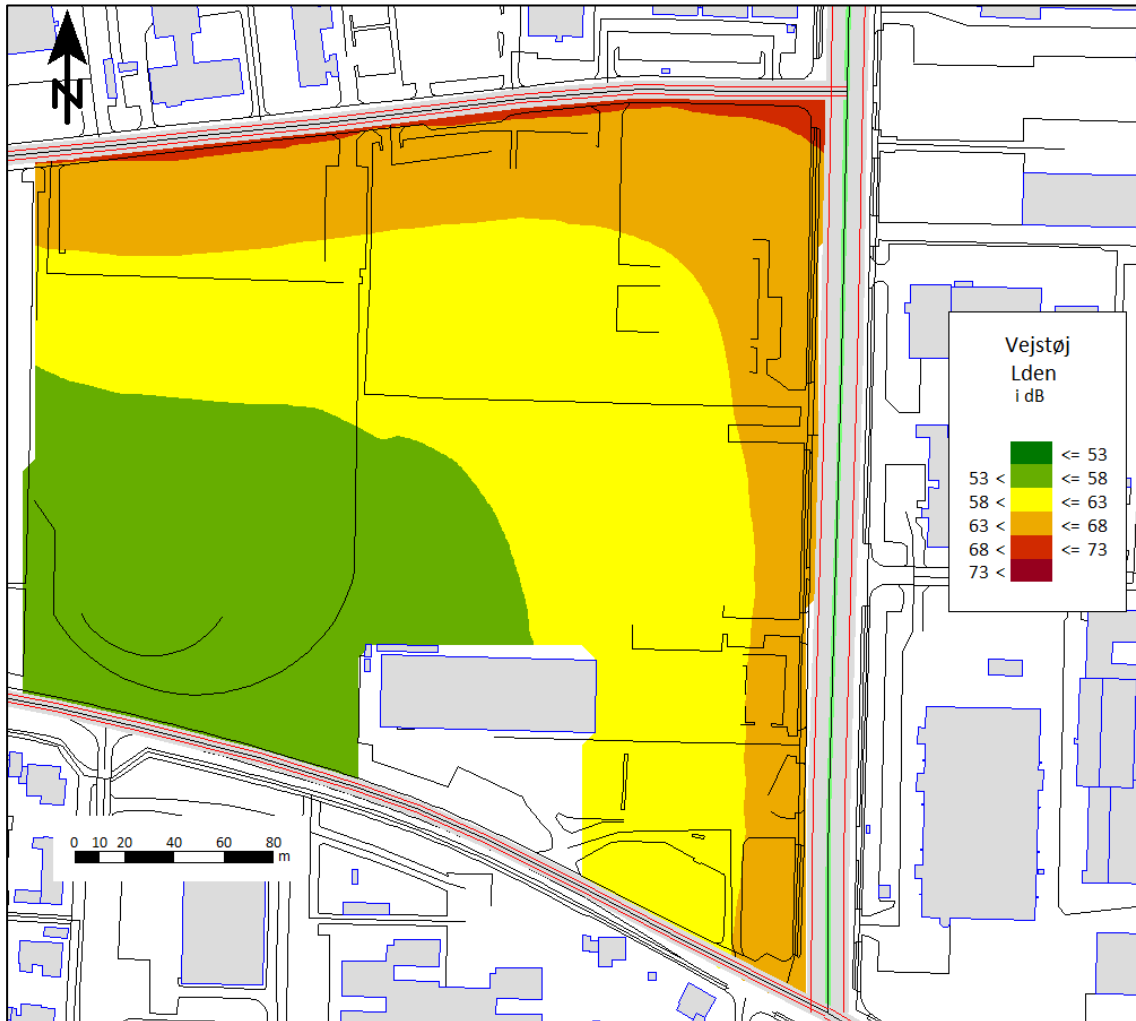 N
Vejstøj
Lden
i dB
<= 53
53 < <= 58
58 < <= 63
63 < <= 68
68 < <= 73
73 <
0 10 20 40 60 80 m